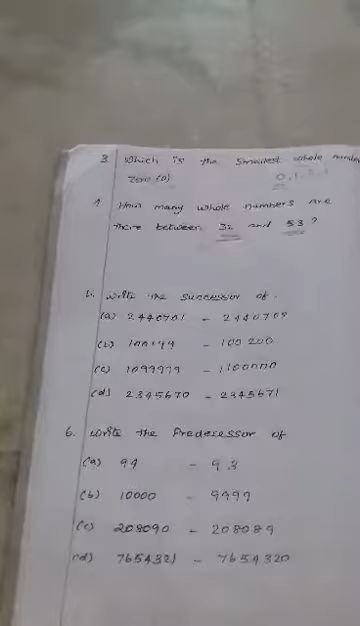 3. Which is the Smallest whole number
Zero (0) 0,1,2,3
4 How many whole numbers are
there between 32 and 53?
5. write the successor of.
(a) 2440701 - 2440702
(b) 100199 - 100200
(c) 1099999 - 1100000
(d) 2345670 - 2345671
6. write the Predecessor of
(a) 94 - 93
(b) 10000 - 9999
(c) 208090 - 208089
(d) 7654321 - 7654320